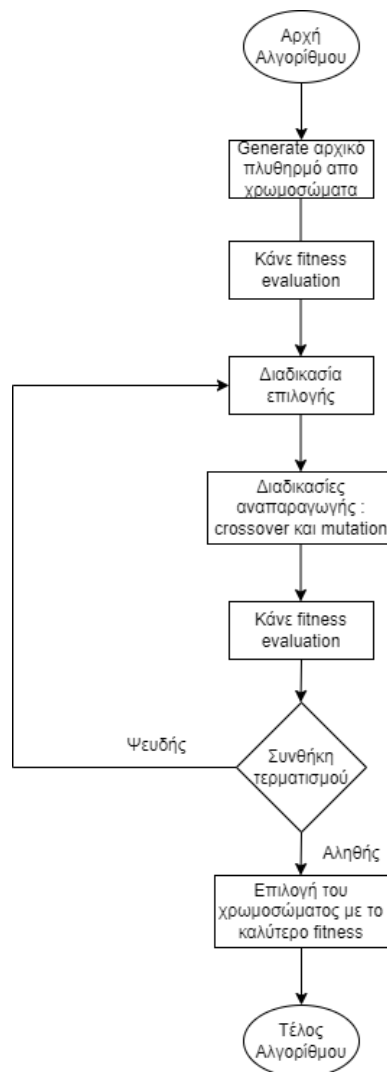 Αρχή
Αλγορίθμου
Generate αρχικό
πλυθηρμό απο
χρωμοσώματα
Κάνε fitness
evaluation
Διαδικασία
επιλογής
Διαδικασίες
αναπαραγωγής :
crossover και mutation
Κάνε fitness
evaluation
Ψευδής
Συνθήκη
τερματισμού
Αληθής
Επιλογή του
χρωμοσώματος με το
καλύτερο fitness
Τέλος
Αλγορίθμου